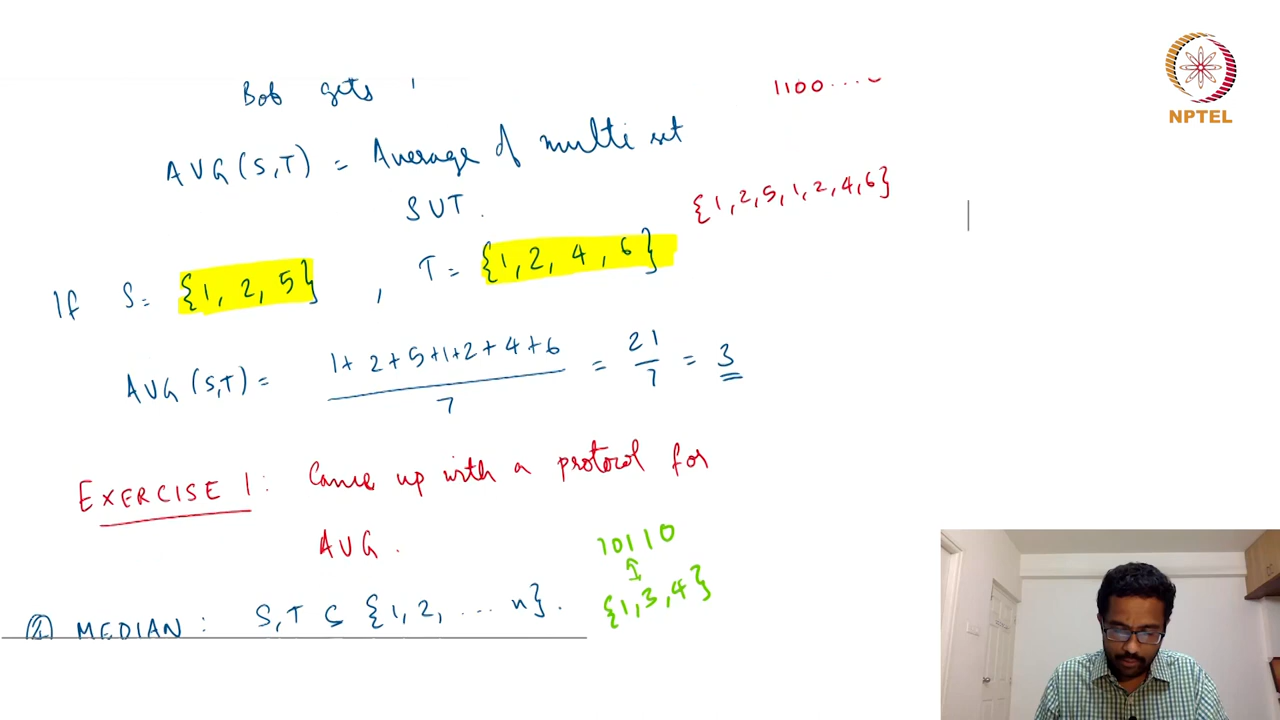 Bob gets
1100...
NPTEL
AVG(S,T) = Average of multi set
SUT.
{1,2,5,1,2,4,6}
If S= {1, 2, 5} , T= {1,2,4,6}
AVG(S,T) = 1+2+5+1+2+4+6 / 7 = 21/7 = 3
EXERCISE 1: Come up with a protocol for
AVG.
10110
{1,3,4}
② MEDIAN: S,T ⊆ {1,2, ... n}.